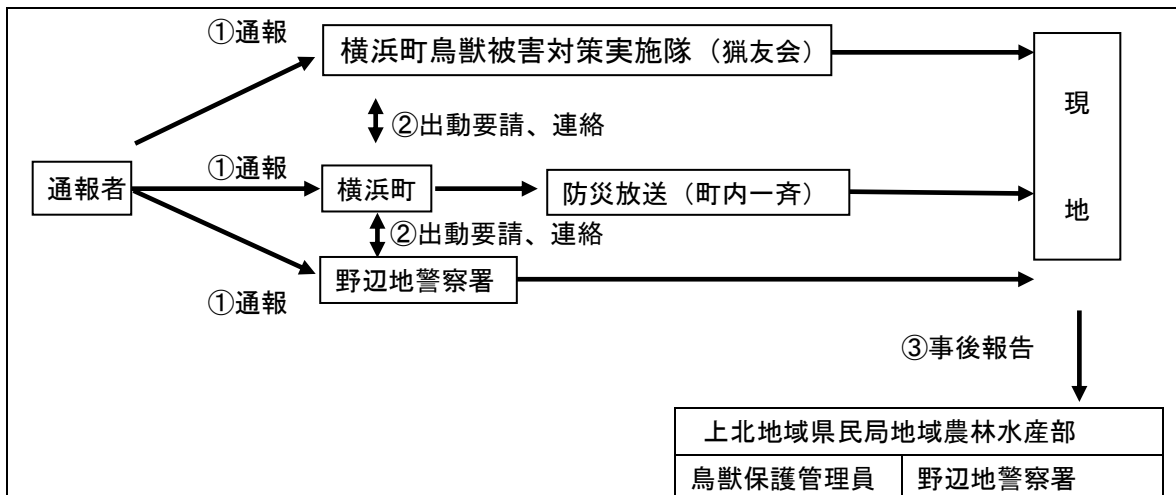 ①通報
横浜町鳥獣被害対策実施隊（猟友会）
②出動要請、連絡
現
地
通報者
①通報
横浜町
防災放送（町内一斉）
②出動要請、連絡
野辺地警察署
①通報
③事後報告
上北地域県民局地域農林水産部
鳥獣保護管理員
野辺地警察署